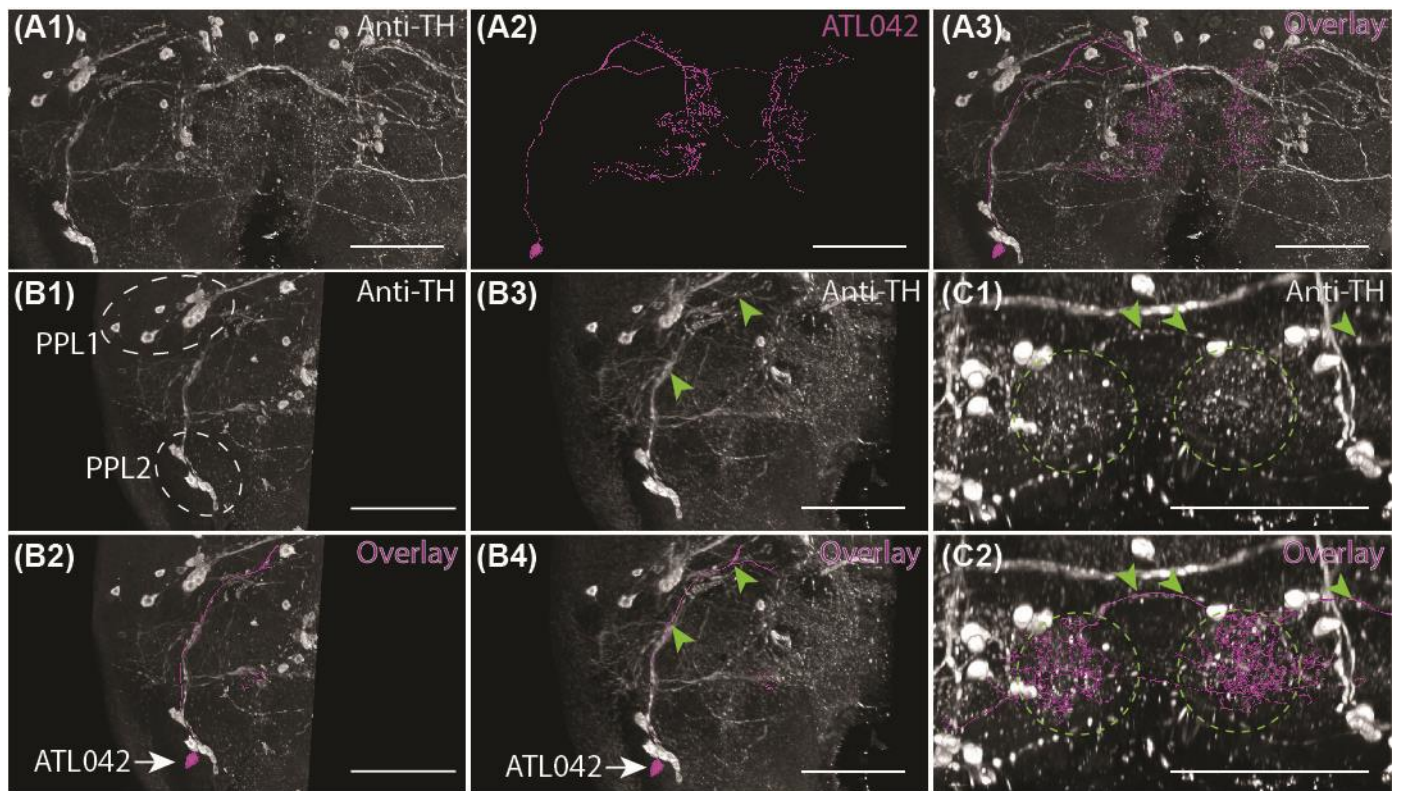 (A1) Anti-TH
(A2) ATL042
(A3) Overlay
(B1) Anti-TH
PPL1
PPL2
(B3) Anti-TH
(C1) Anti-TH
(B2) Overlay
ATL042
(B4) Overlay
ATL042
(C2) Overlay